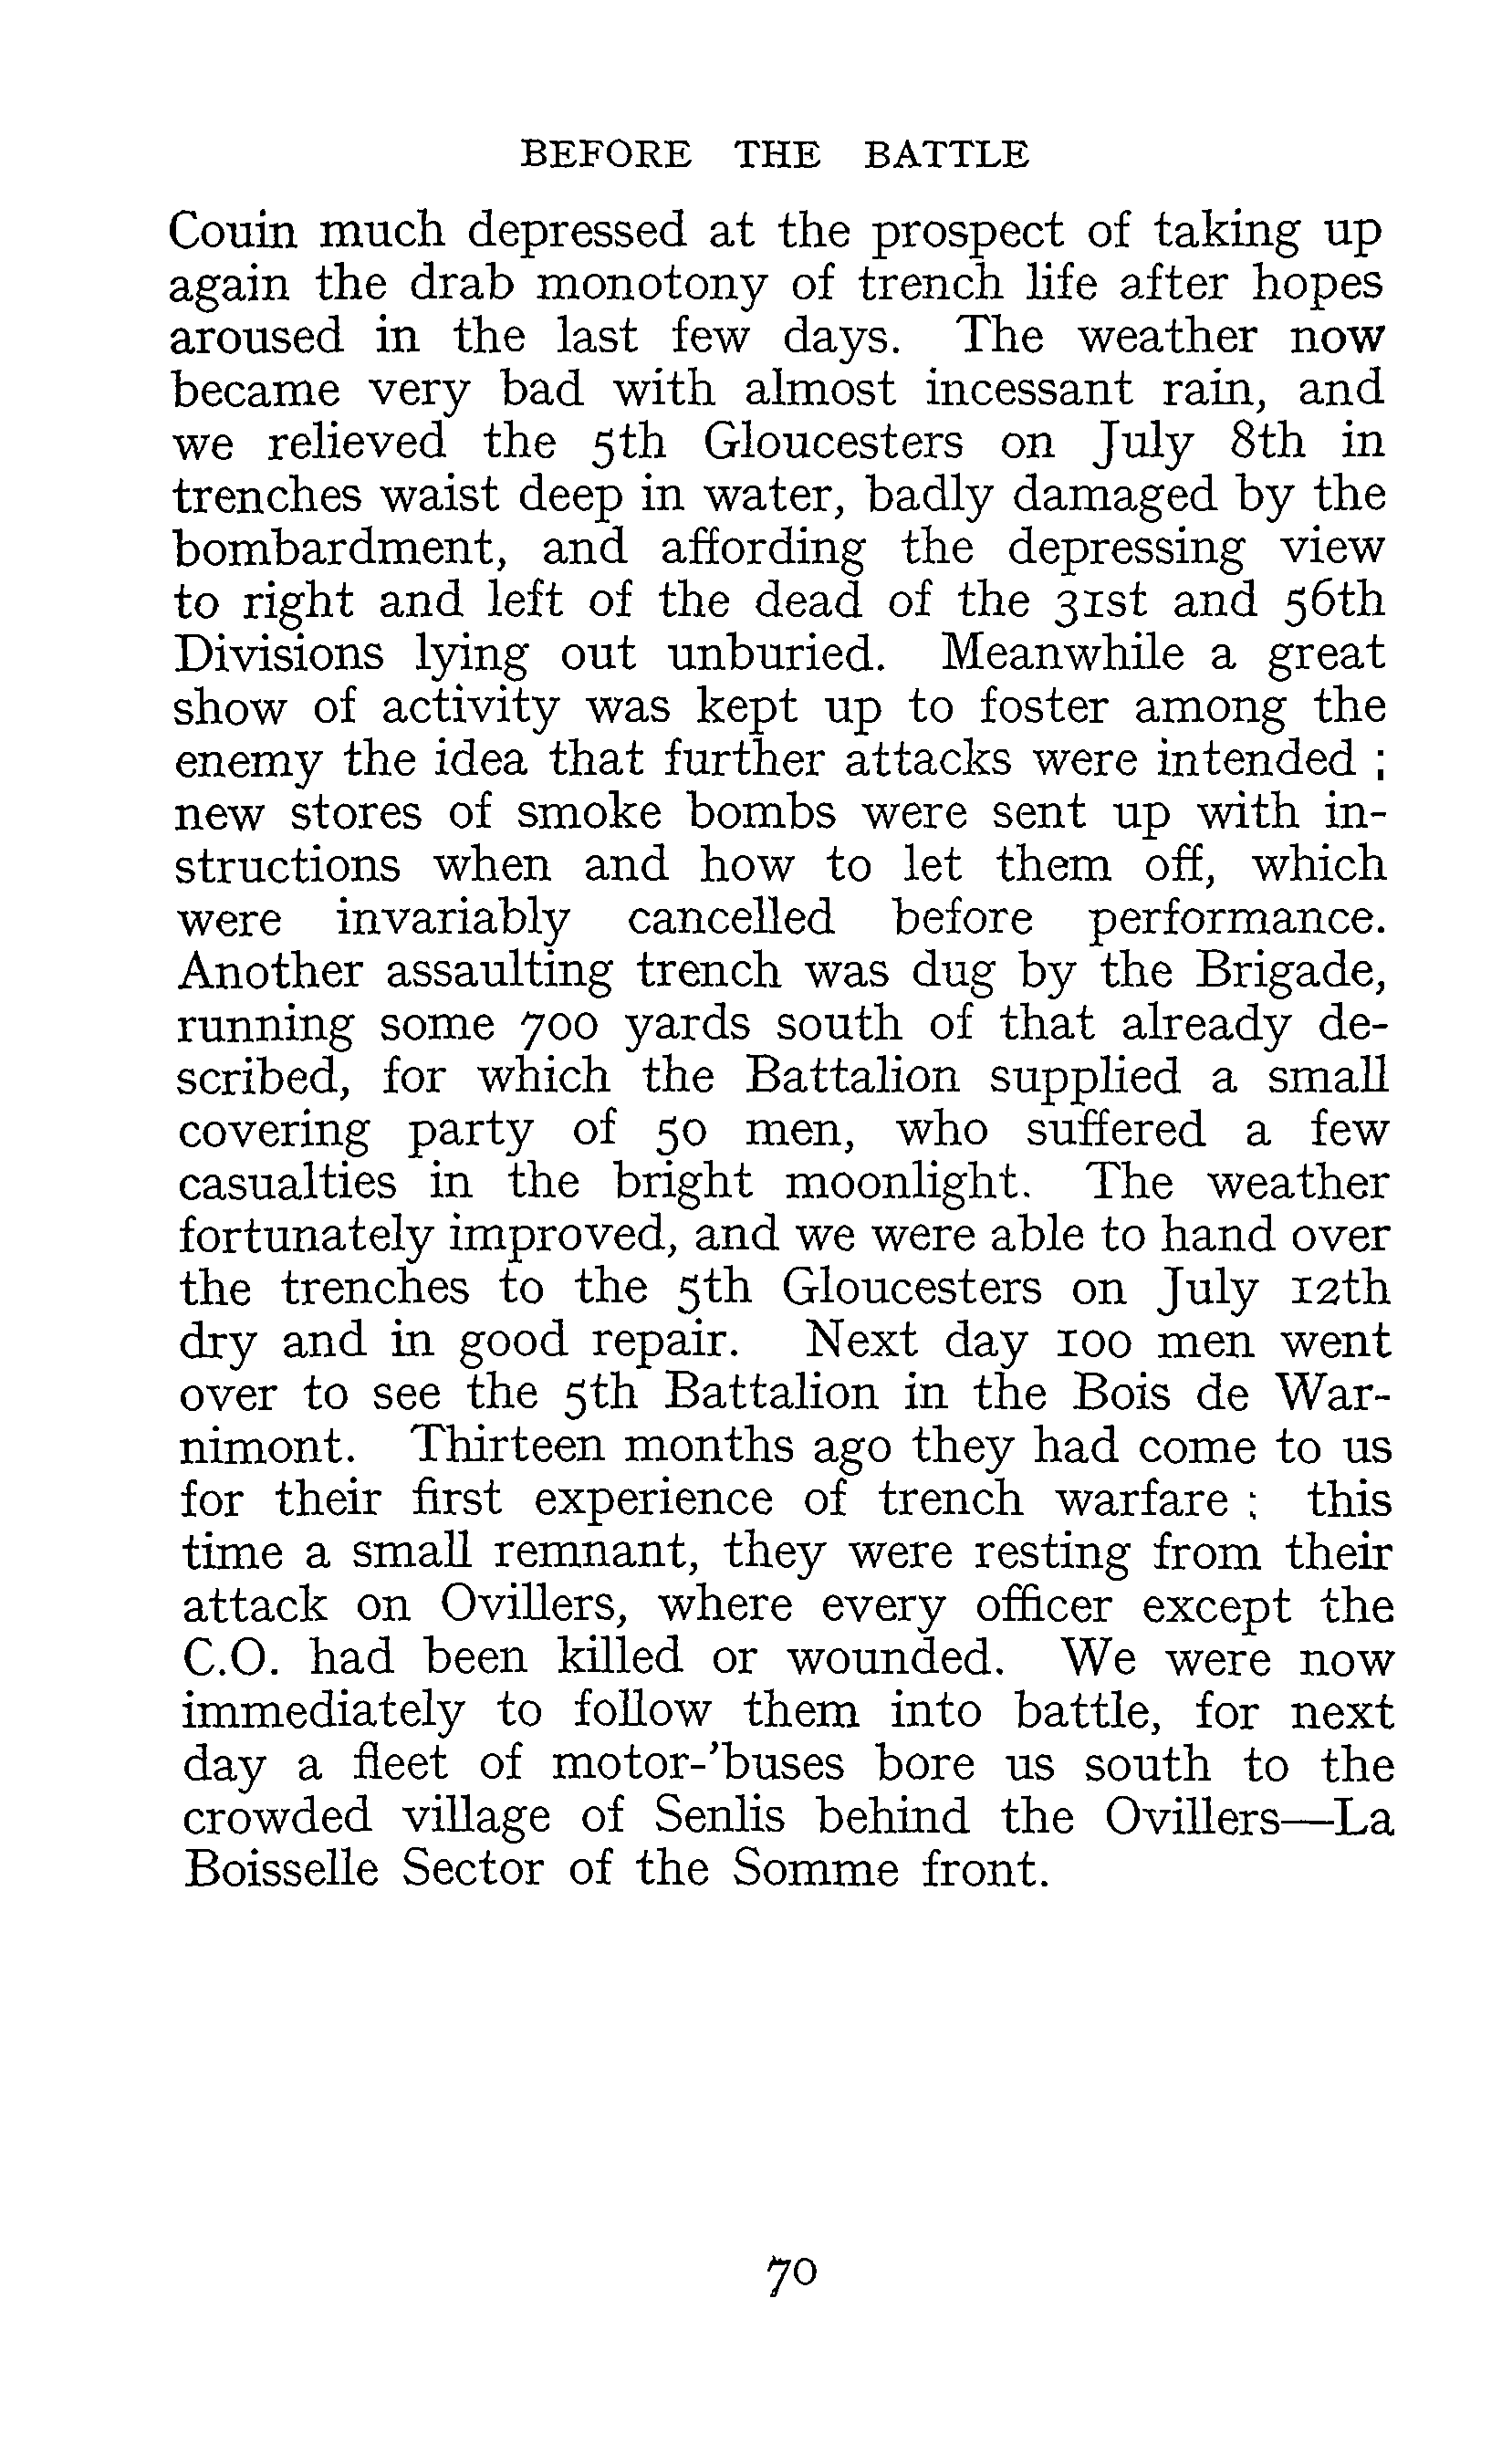 BEFORE THE BATTLE
Couin much depressed at the prospect of taking up
again the drab monotony of trench life after hopes
aroused in the last few days. The weather now
became very bad with almost incessant rain, and
we relieved the 5th Gloucesters on July 8th in
trenches waist deep in water, badly damaged by the
bombardment, and affording the depressing view
to right and left of the dead of the 31st and 56th
Divisions lying out unburied. Meanwhile a great
show of activity was kept up to foster among the
enemy the idea that further attacks were intended ;
new stores of smoke bombs were sent up with in-
structions when and how to let them off, which
were invariably cancelled before performance.
Another assaulting trench was dug by the Brigade,
running some 700 yards south of that already de-
scribed, for which the Battalion supplied a small
covering party of 50 men, who suffered a few
casualties in the bright moonlight. The weather
fortunately improved, and we were able to hand over
the trenches to the 5th Gloucesters on July 12th
dry and in good repair. Next day 100 men went
over to see the 5th Battalion in the Bois de War-
nimont. Thirteen months ago they had come to us
for their first experience of trench warfare ; this
time a small remnant, they were resting from their
attack on Ovillers, where every officer except the
C.O. had been killed or wounded. We were now
immediately to follow them into battle, for next
day a fleet of motor-'buses bore us south to the
crowded village of Senlis behind the Ovillers—La
Boisselle Sector of the Somme front.
70